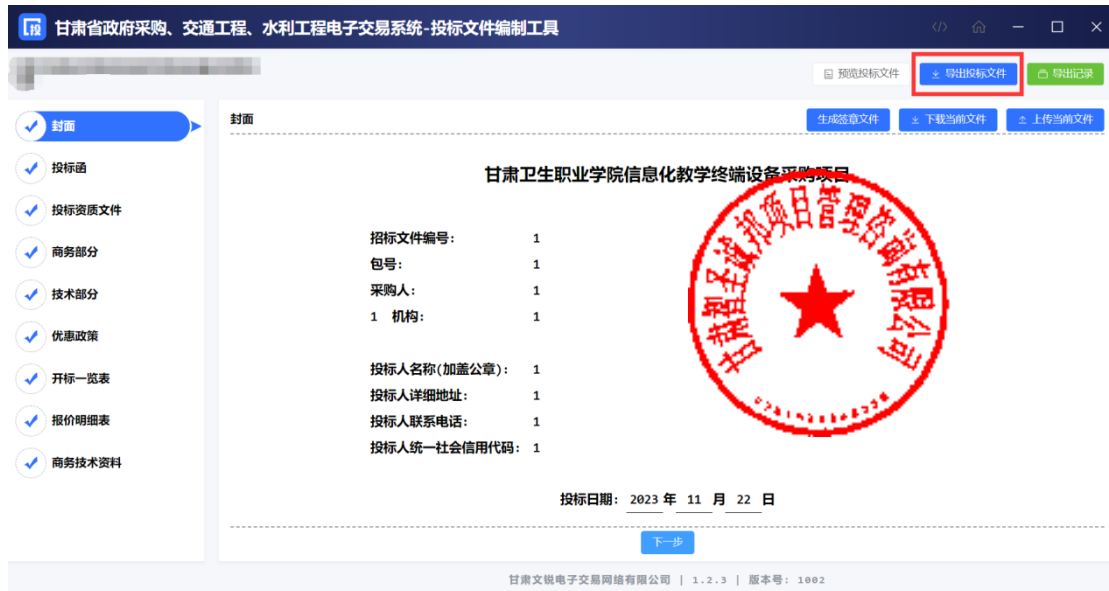 投 甘肃省政府采购、交通工程、水利工程电子交易系统-投标文件编制工具
预览投标文件 导出投标文件 导出记录
封面
投标函
投标资质文件
商务部分
技术部分
优惠政策
开标一览表
报价明细表
商务技术资料
封面 生成签章文件 下载当前文件 上传当前文件
甘肃卫生职业学院信息化教学终端设备采购项目
招标文件编号: 1
包号: 1
采购人: 1
1 机构: 1
投标人名称(加盖公章): 1
投标人详细地址: 1
投标人联系电话: 1
投标人统一社会信用代码: 1
投标日期: 2023 年 11 月 22 日
下一步
甘肃文锐电子交易网络有限公司 | 1.2.3 | 版本号: 1002